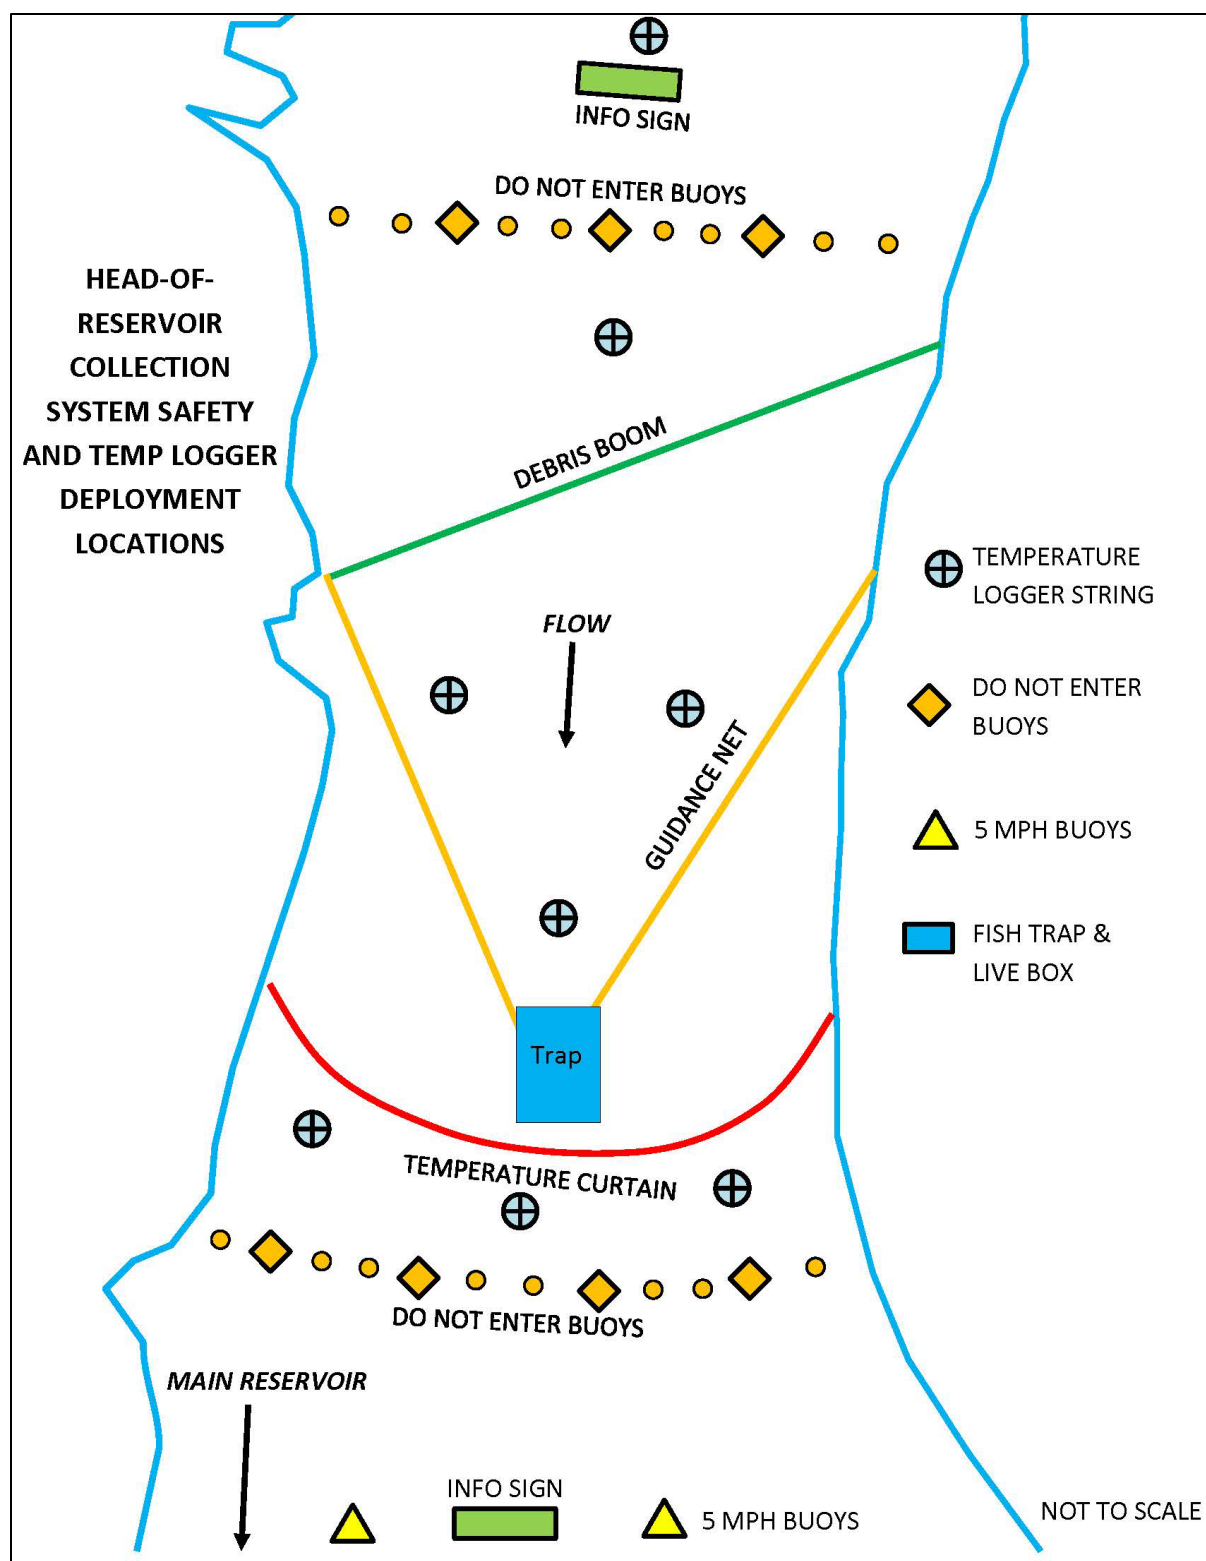 INFO SIGN
DO NOT ENTER BUOYS
HEAD-OF-
RESERVOIR
COLLECTION
SYSTEM SAFETY
AND TEMP LOGGER
DEPLOYMENT
LOCATIONS
DEBRIS BOOM
FLOW
GUIDANCE NET
TEMPERATURE
LOGGER STRING
DO NOT ENTER
BUOYS
5 MPH BUOYS
FISH TRAP &
LIVE BOX
Trap
TEMPERATURE CURTAIN
DO NOT ENTER BUOYS
MAIN RESERVOIR
INFO SIGN
5 MPH BUOYS
NOT TO SCALE